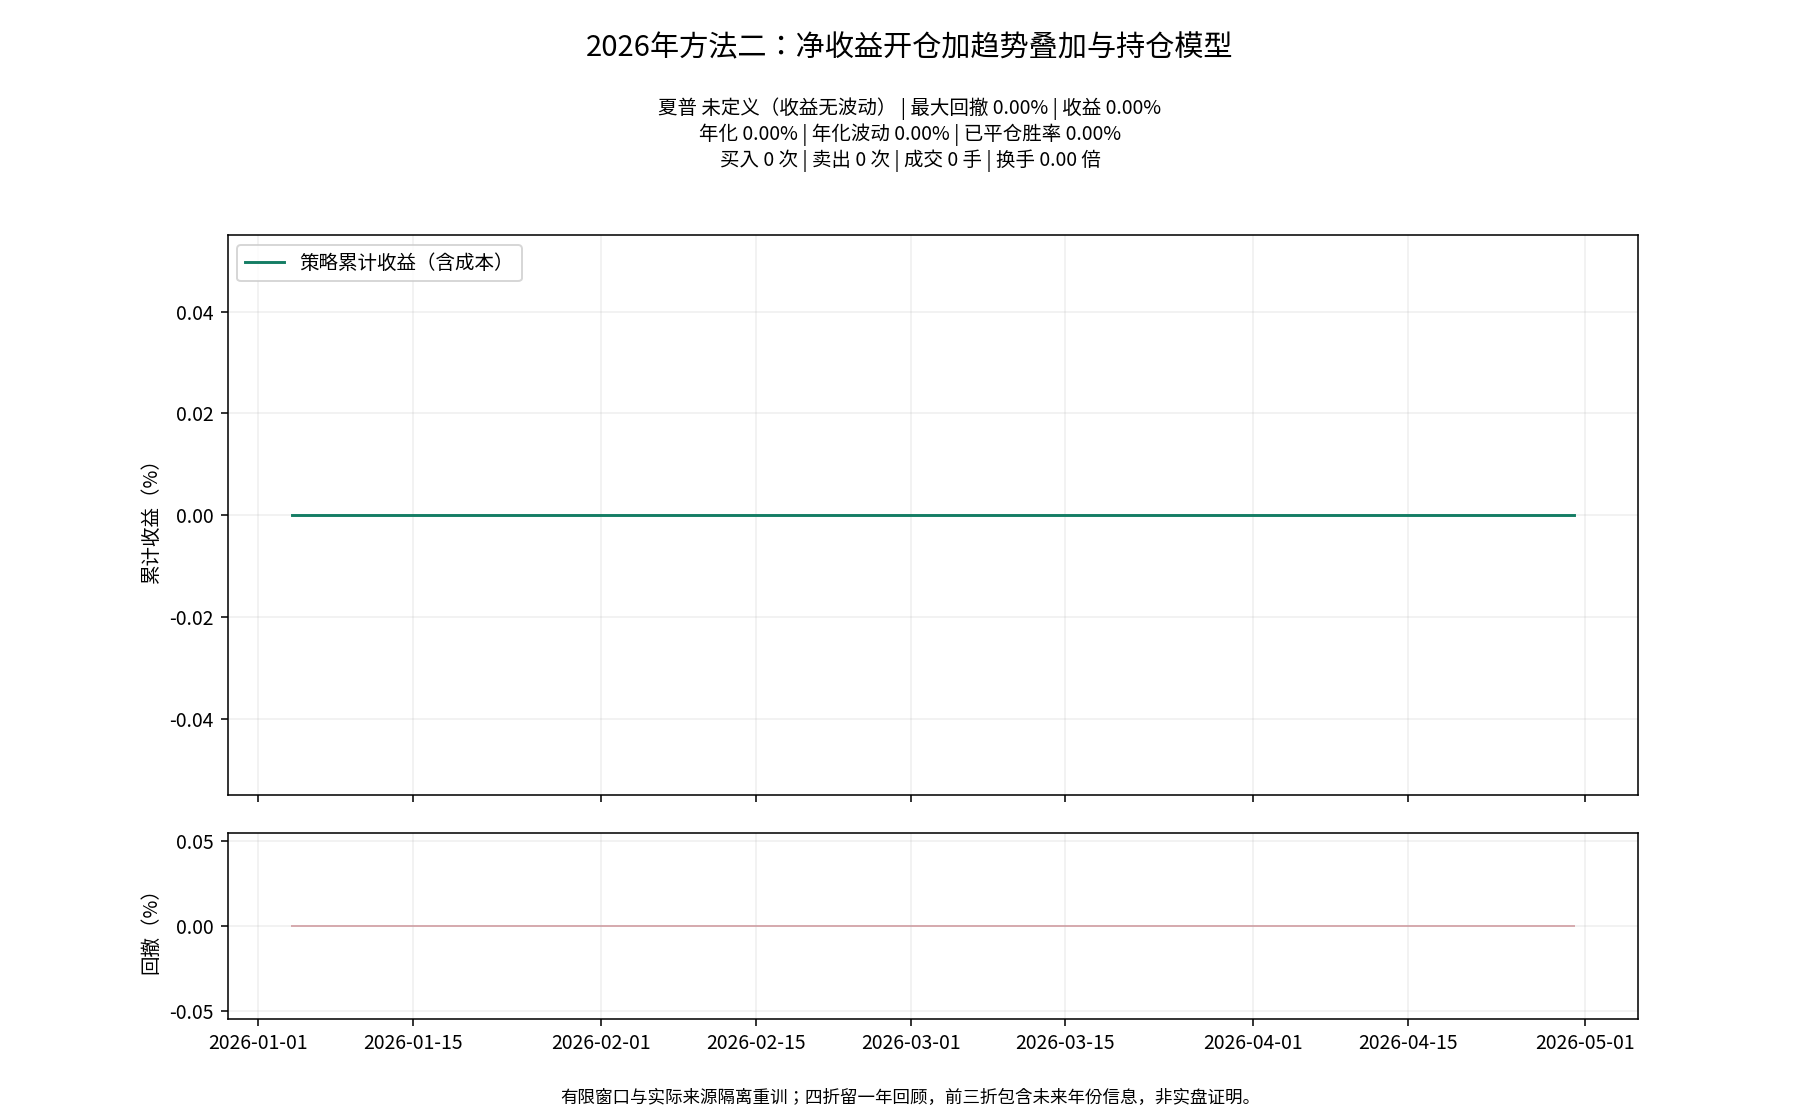 2026年方法二：净收益开仓加趋势叠加与持仓模型
夏普 未定义（收益无波动） | 最大回撤 0.00% | 收益 0.00%
年化 0.00% | 年化波动 0.00% | 已平仓胜率 0.00%
买入 0 次 | 卖出 0 次 | 成交 0 手 | 换手 0.00 倍
策略累计收益（含成本）
累计收益（%）
0.04
0.02
0.00
-0.02
-0.04
回撤（%）
0.05
0.00
-0.05
2026-01-01
2026-01-15
2026-02-01
2026-02-15
2026-03-01
2026-03-15
2026-04-01
2026-04-15
2026-05-01
有限窗口与实际来源隔离重训；四折留一年回顾，前三折包含未来年份信息，非实盘证明。